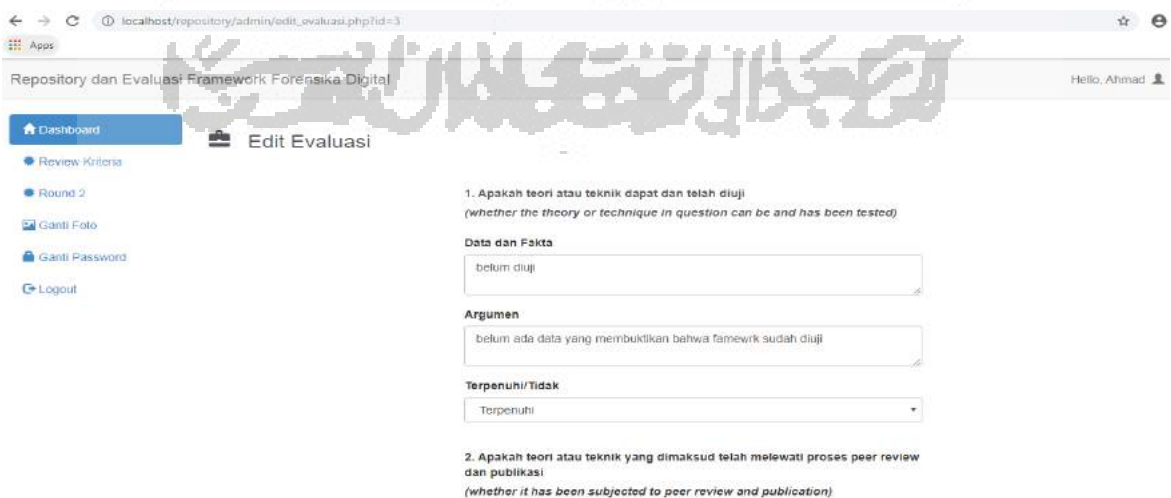 localhost/repository/admin/edit_evaluasi.php?id=3
Apps
Repository dan Evaluasi Framework Forensika Digital
Hello, Ahmad
Dashboard
Review Kriteria
Round 2
Ganti Foto
Ganti Password
Logout
Edit Evaluasi
1. Apakah teori atau teknik dapat dan telah diuji
(whether the theory or technique in question can be and has been tested)
Data dan Fakta
belum diuji
Argumen
belum ada data yang membuktikan bahwa famewrk sudah diuji
Terpenuhi/Tidak
Terpenuhi
2. Apakah teori atau teknik yang dimaksud telah melewati proses peer review
dan publikasi
(whether it has been subjected to peer review and publication)